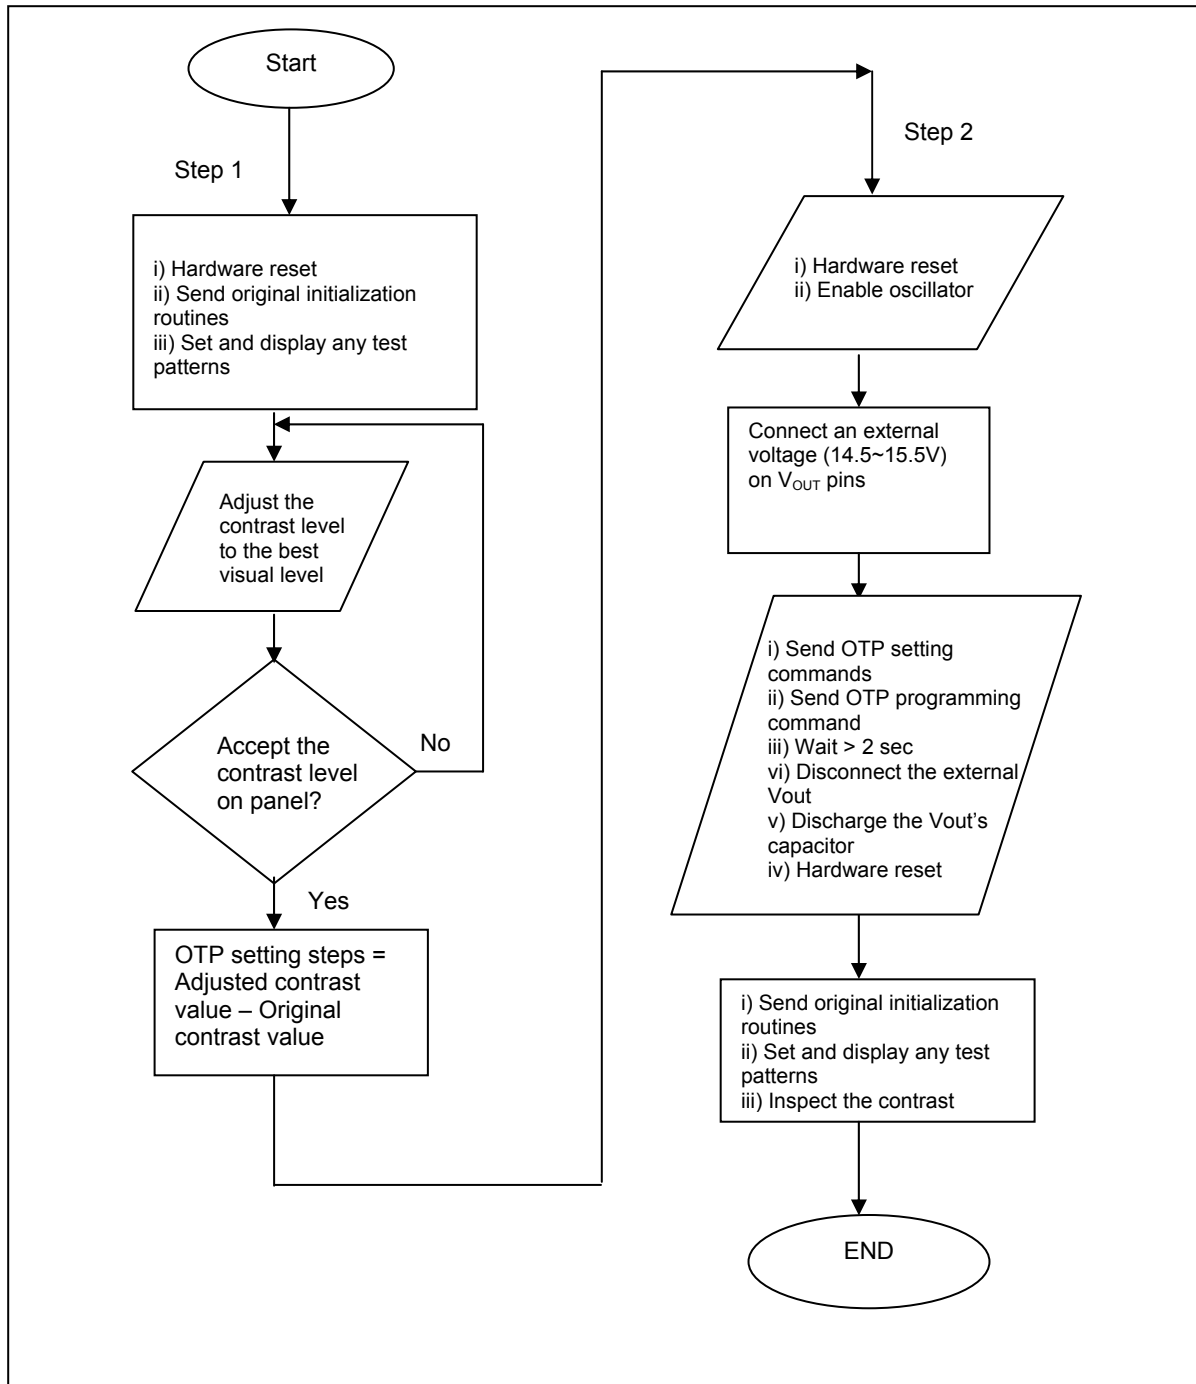 Start
Step 1
i) Hardware reset
ii) Send original initialization
routines
iii) Set and display any test
patterns
Adjust the
contrast level
to the best
visual level
Accept the
contrast level
on panel?
No
Yes
OTP setting steps =
Adjusted contrast
value – Original
contrast value
Step 2
i) Hardware reset
ii) Enable oscillator
Connect an external
voltage (14.5~15.5V)
on VOUT pins
i) Send OTP setting
commands
ii) Send OTP programming
command
iii) Wait > 2 sec
vi) Disconnect the external
Vout
v) Discharge the Vout's
capacitor
iv) Hardware reset
i) Send original initialization
routines
ii) Set and display any test
patterns
iii) Inspect the contrast
END